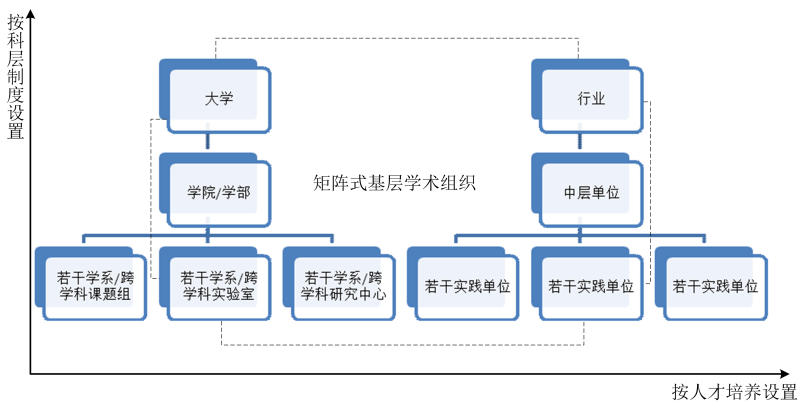 按科层制度设置
大学
行业
学院/学部
矩阵式基层学术组织
中层单位
若干学系/跨
学科课题组
若干学系/跨
学科实验室
若干学系/跨
学科研究中心
若干实践单位
若干实践单位
若干实践单位
按人才培养设置